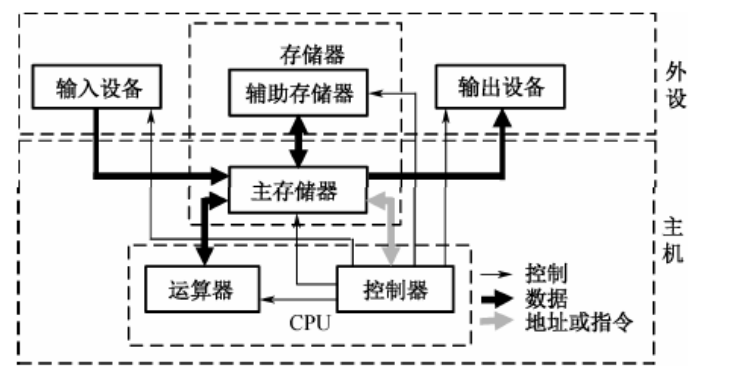 存储器
输入设备
辅助存储器
输出设备
外设
主存储器
主机
运算器
控制器
CPU
控制
数据
地址或指令